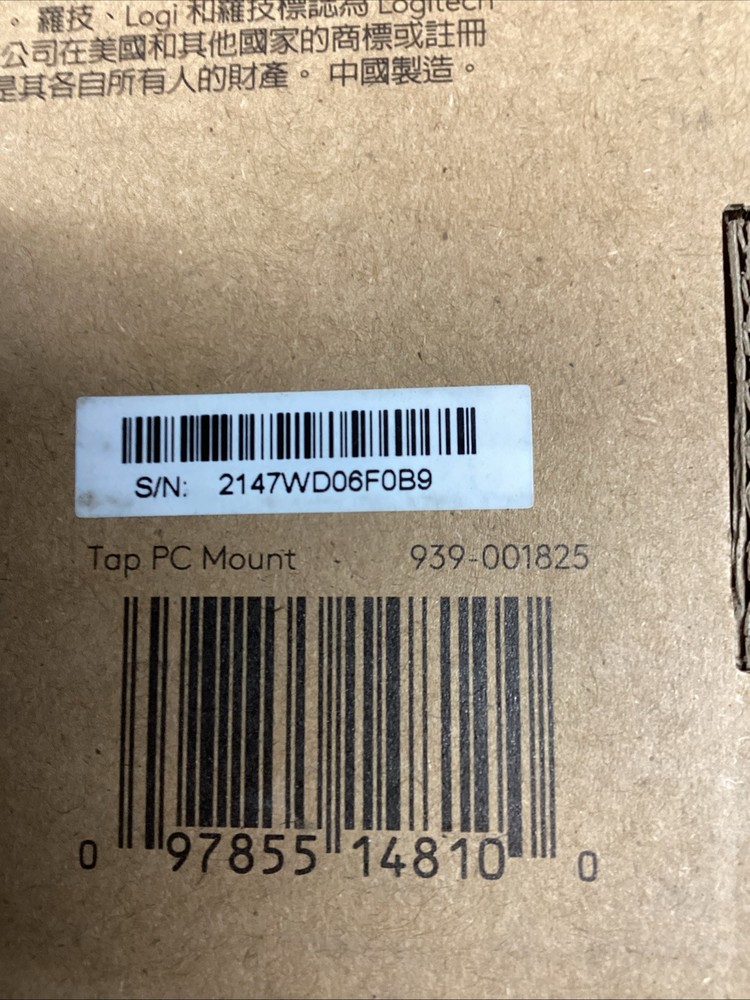 。 羅技、Logi 和羅技標誌為 Logitech
公司在美國和其他國家的商標或註冊
是其各自所有人的財產。 中國製造。
S/N: 2147WD06F0B9
Tap PC Mount - 939-001825
0 97855 14810 0